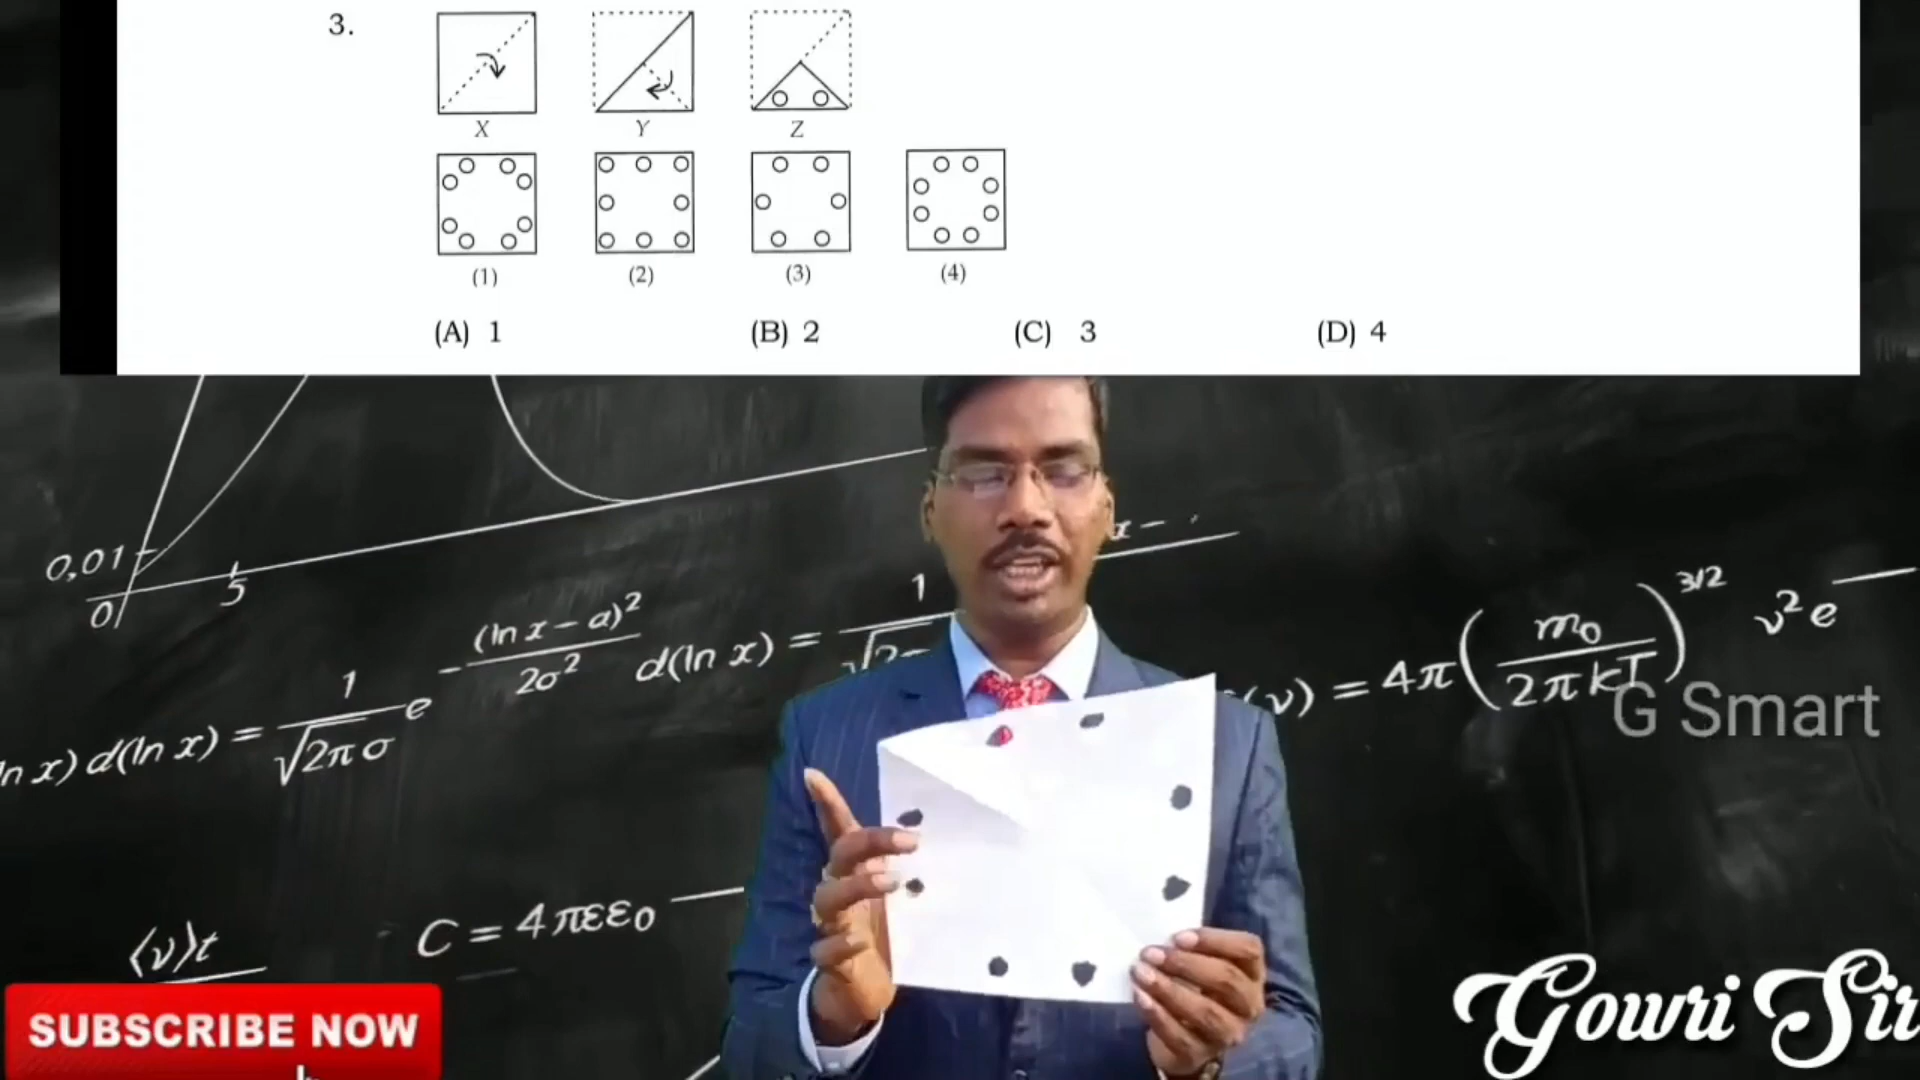 3.
X Y Z
(1) (2) (3) (4)
(A) 1 (B) 2 (C) 3 (D) 4
0,01
0 5
ln x) d(ln x) = 1/√2πσ e −(ln x − a)²/2σ² d(ln x) = 1
(ν) = 4π (m₀/2πkT)^3/2 ν² e −
G Smart
C = 4πεε₀
⟨ν⟩t
SUBSCRIBE NOW
Gowri Sir